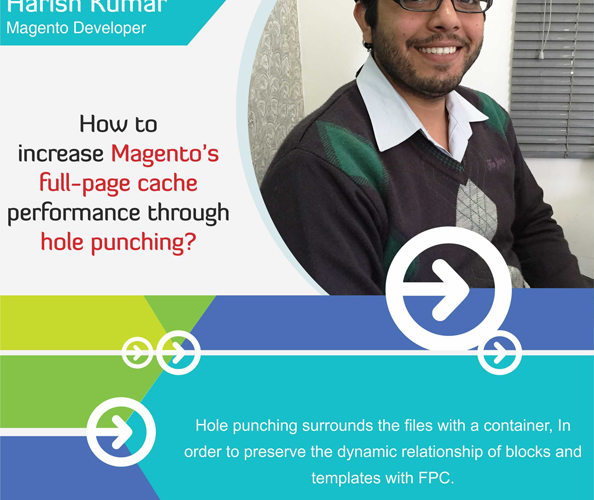 Harish Kumar
Magento Developer
How to
increase Magento's
full-page cache
performance through
hole punching?
Hole punching surrounds the files with a container, In
order to preserve the dynamic relationship of blocks and
templates with FPC.